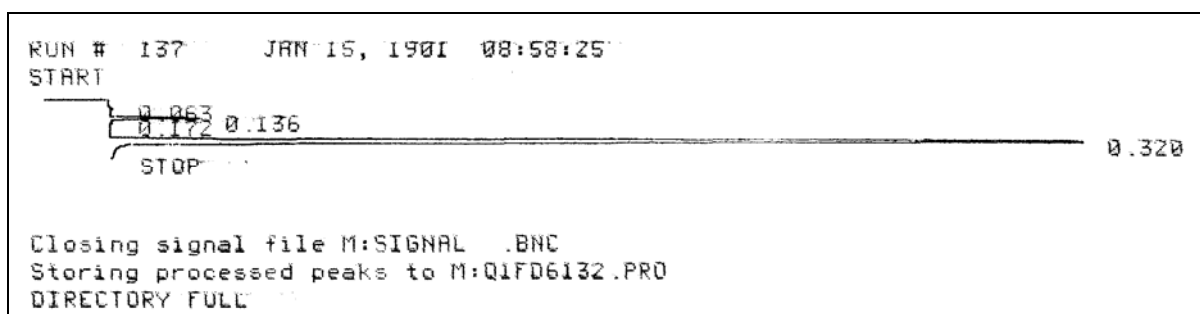 RUN # 137 JAN 15, 1901 08:58:25
START
0.063
0.172 0.136
0.320
STOP
Closing signal file M:SIGNAL .BNC
Storing processed peaks to M:Q1FD6132.PRO
DIRECTORY FULL